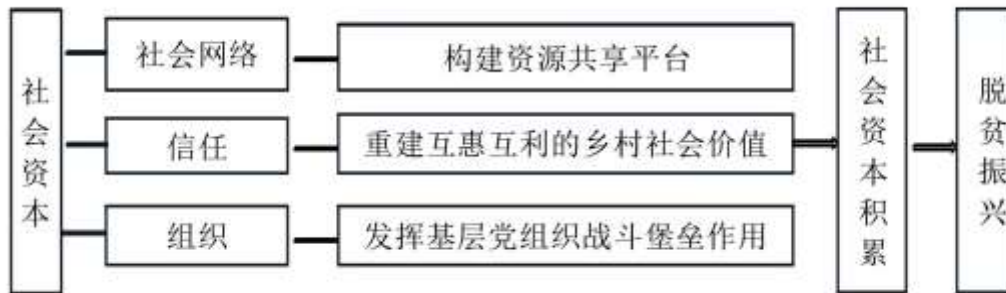 社会资本
社会网络
构建资源共享平台
信任
重建互惠互利的乡村社会价值
组织
发挥基层党组织战斗堡垒作用
社会资本积累
脱贫振兴